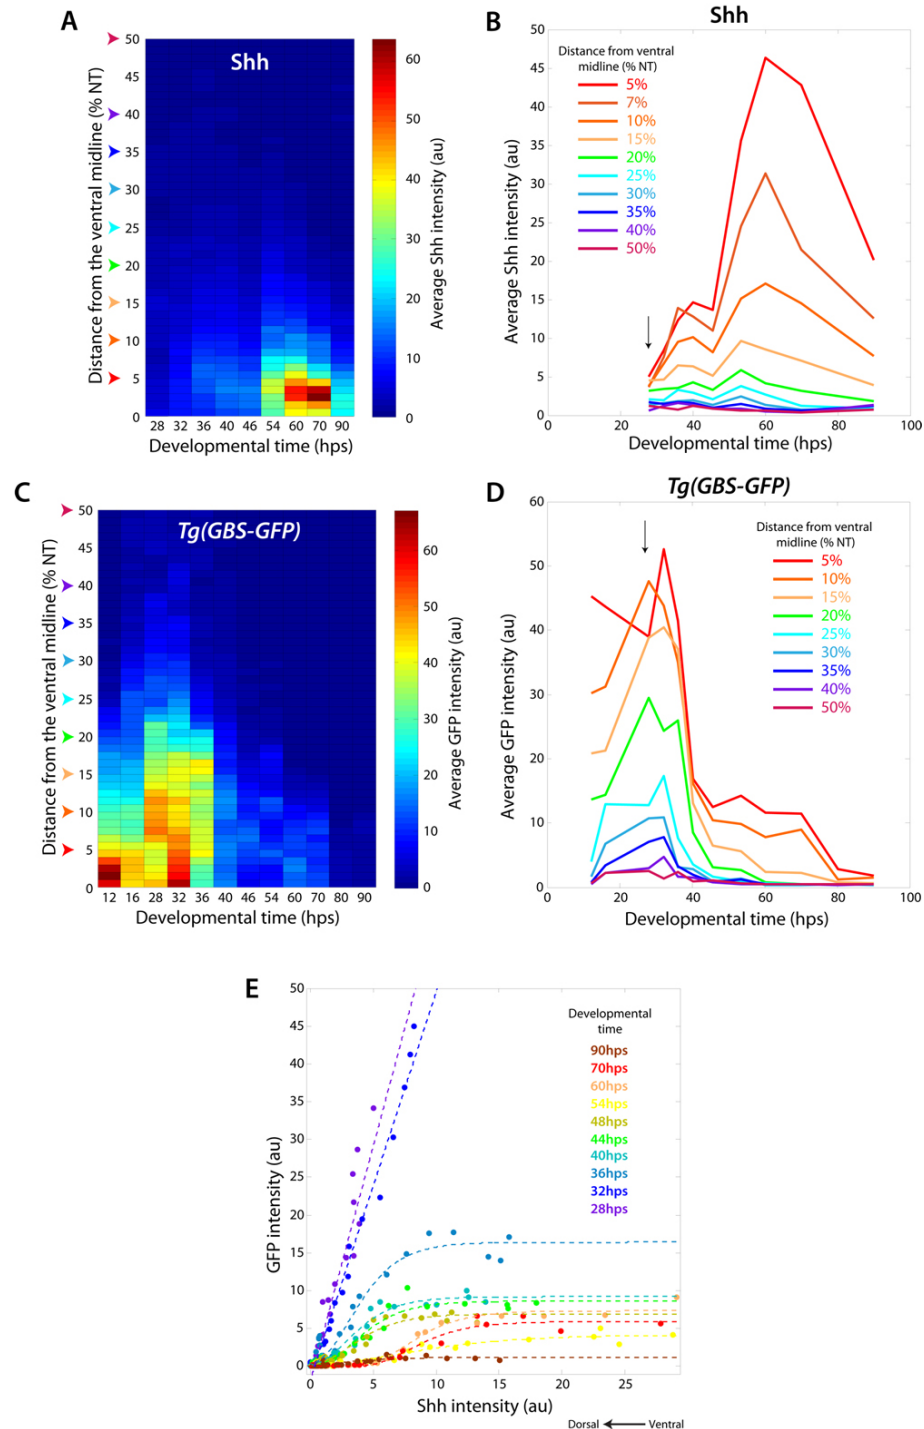 A
Shh
Distance from the ventral midline (% NT)
50
45
40
35
30
25
20
15
10
5
0
28 32 36 40 46 54 60 70 90
Developmental time (hps)
60
50
40
30
20
10
0
Average Shh intensity (au)
B
Shh
Distance from ventral
midline (% NT)
5%
7%
10%
15%
20%
25%
30%
35%
40%
50%
Average Shh intensity (au)
50
45
40
35
30
25
20
15
10
5
0
0 20 40 60 80 100
Developmental time (hps)
C
Tg(GBS-GFP)
Distance from the ventral midline (% NT)
50
45
40
35
30
25
20
15
10
5
0
12 16 28 32 36 40 46 54 60 70 80 90
Developmental time (hps)
60
50
40
30
20
10
0
Average GFP intensity (au)
D
Tg(GBS-GFP)
Distance from ventral
midline (% NT)
5%
10%
15%
20%
25%
30%
35%
40%
50%
Average GFP intensity (au)
60
50
40
30
20
10
0
0 20 40 60 80 100
Developmental time (hps)
E
Developmental
time
90hps
70hps
60hps
54hps
48hps
44hps
40hps
36hps
32hps
28hps
GFP intensity (au)
50
45
40
35
30
25
20
15
10
5
0
0 5 10 15 20 25
Shh intensity (au)
Dorsal Ventral